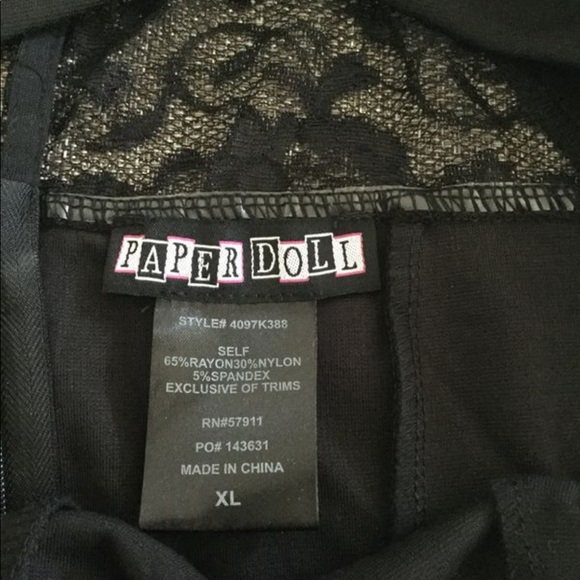 PAPER DOLL
STYLE# 4097K388
SELF
65%RAYON30%NYLON
5%SPANDEX
EXCLUSIVE OF TRIMS
RN#57911
PO# 143631
MADE IN CHINA
XL